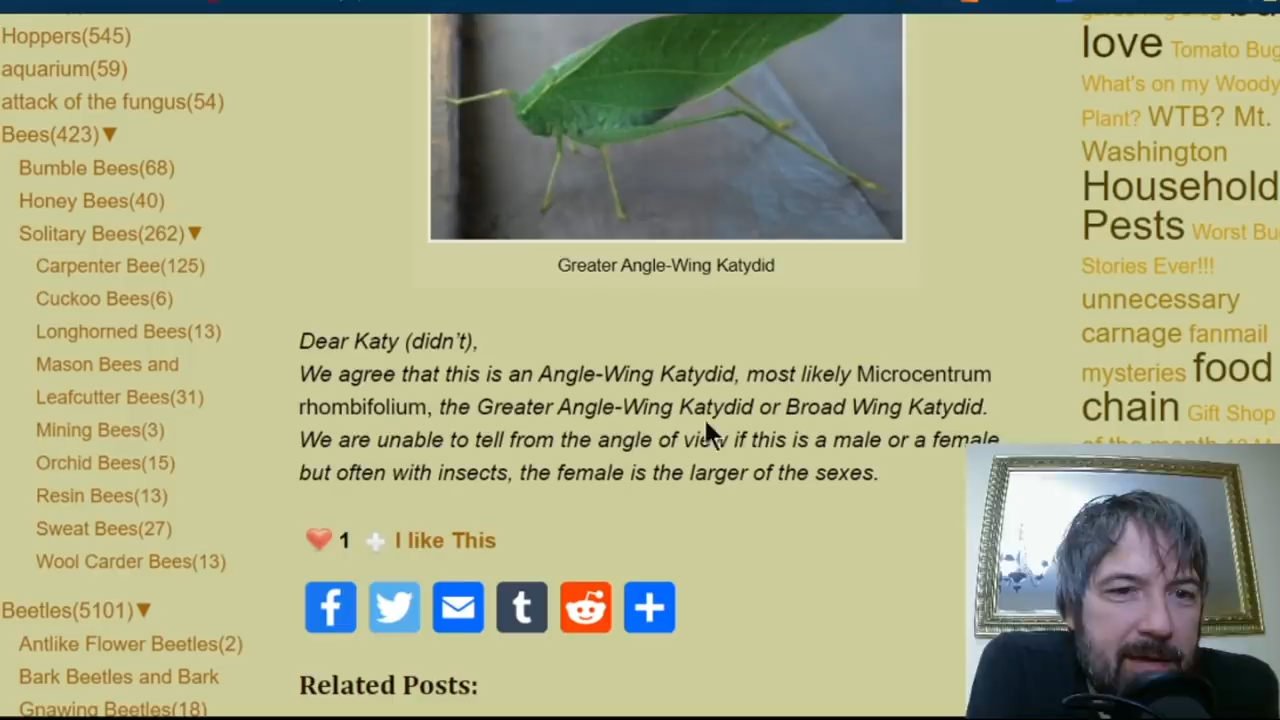 Hoppers(545)
aquarium(59)
attack of the fungus(54)
Bees(423)▼
Bumble Bees(68)
Honey Bees(40)
Solitary Bees(262)▼
Carpenter Bee(125)
Cuckoo Bees(6)
Longhorned Bees(13)
Mason Bees and
Leafcutter Bees(31)
Mining Bees(3)
Orchid Bees(15)
Resin Bees(13)
Sweat Bees(27)
Wool Carder Bees(13)
Beetles(5101)▼
Antlike Flower Beetles(2)
Bark Beetles and Bark
Gnawing Beetles(18)
Greater Angle-Wing Katydid
Dear Katy (didn't),
We agree that this is an Angle-Wing Katydid, most likely Microcentrum
rhombifolium, the Greater Angle-Wing Katydid or Broad Wing Katydid.
We are unable to tell from the angle of view if this is a male or a female
but often with insects, the female is the larger of the sexes.
1 I like This
Related Posts:
love Tomato Bug
What's on my Woody
Plant? WTB? Mt.
Washington
Household
Pests Worst Bu
Stories Ever!!!
unnecessary
carnage fanmail
mysteries food
chain Gift Shop
of the month